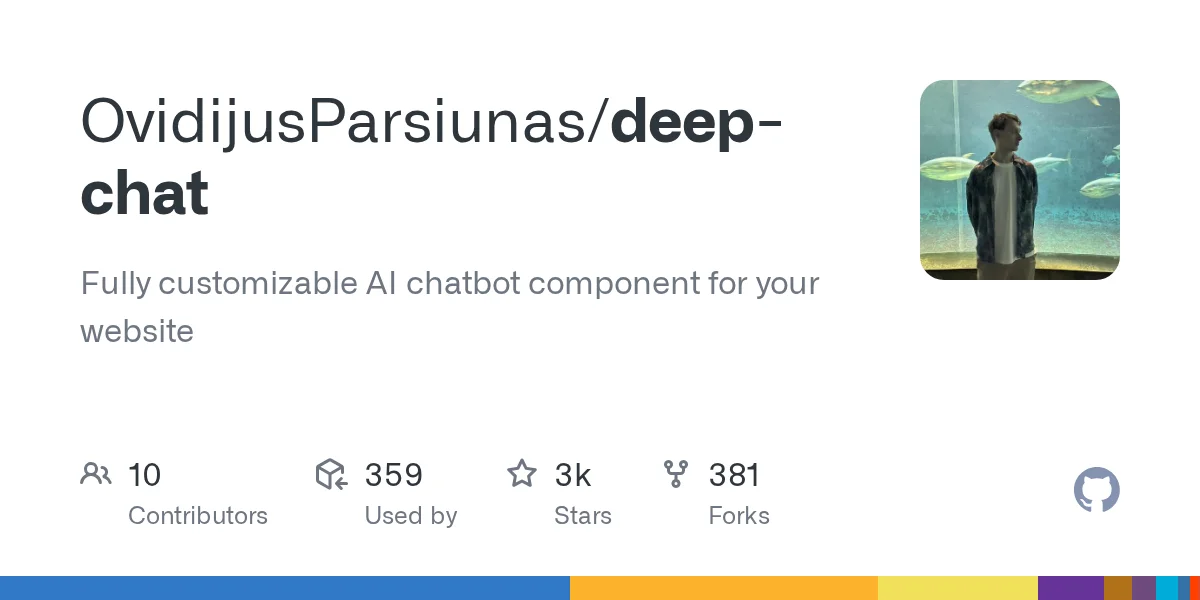 OvidijusParsiunas/deep-
chat
Fully customizable AI chatbot component for your
website
10
Contributors
359
Used by
3k
Stars
381
Forks